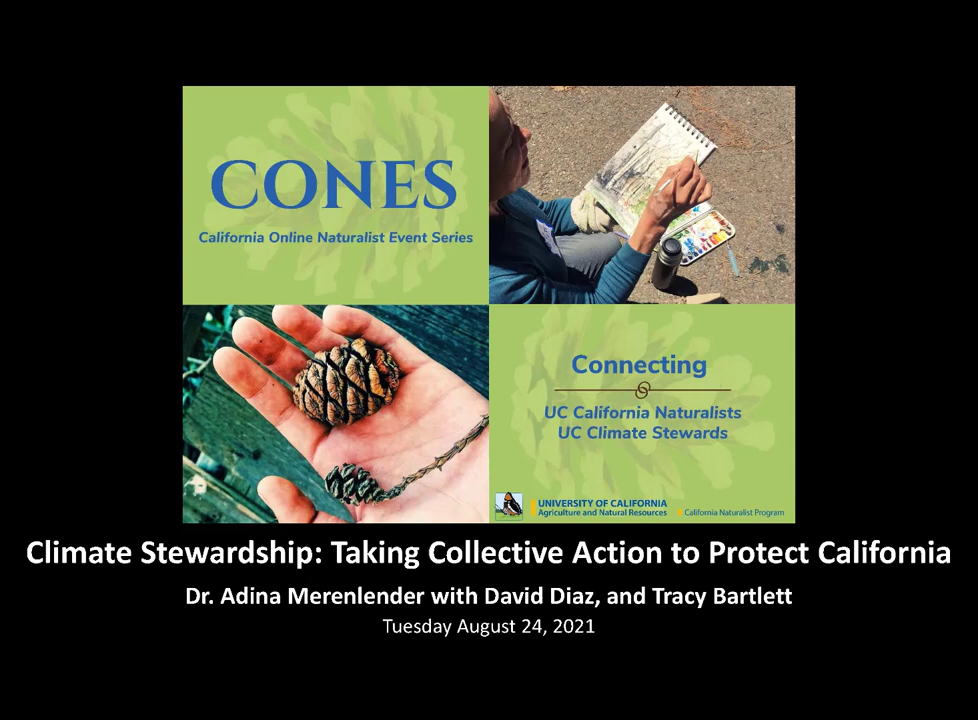 CONES
California Online Naturalist Event Series
Connecting
UC California Naturalists
UC Climate Stewards
UNIVERSITY OF CALIFORNIA
Agriculture and Natural Resources
California Naturalist Program
Climate Stewardship: Taking Collective Action to Protect California
Dr. Adina Merenlender with David Diaz, and Tracy Bartlett
Tuesday August 24, 2021